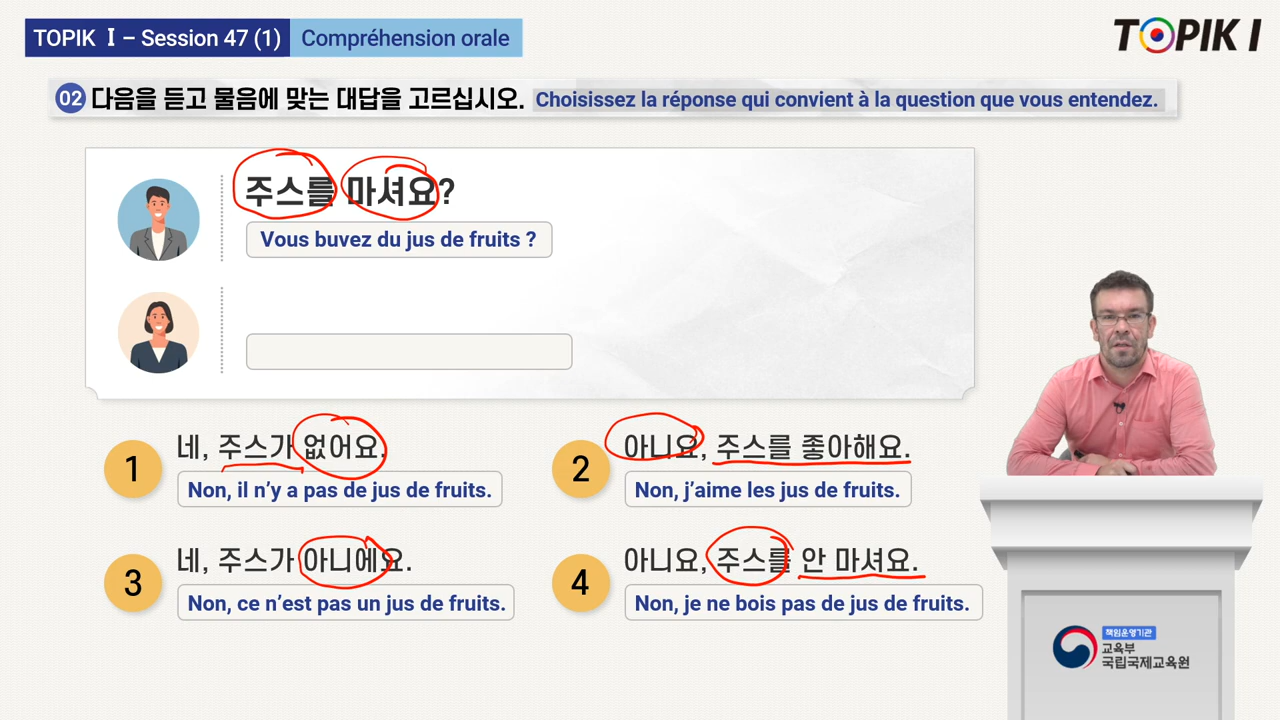 TOPIK I – Session 47 (1) Compréhension orale
TOPIK I
02 다음을 듣고 물음에 맞는 대답을 고르십시오. Choisissez la réponse qui convient à la question que vous entendez.
주스를 마셔요?
Vous buvez du jus de fruits ?
1 네, 주스가 없어요.
Non, il n’y a pas de jus de fruits.
2 아니요, 주스를 좋아해요.
Non, j’aime les jus de fruits.
3 네, 주스가 아니에요.
Non, ce n’est pas un jus de fruits.
4 아니요, 주스를 안 마셔요.
Non, je ne bois pas de jus de fruits.
책임운영기관
교육부
국립국제교육원